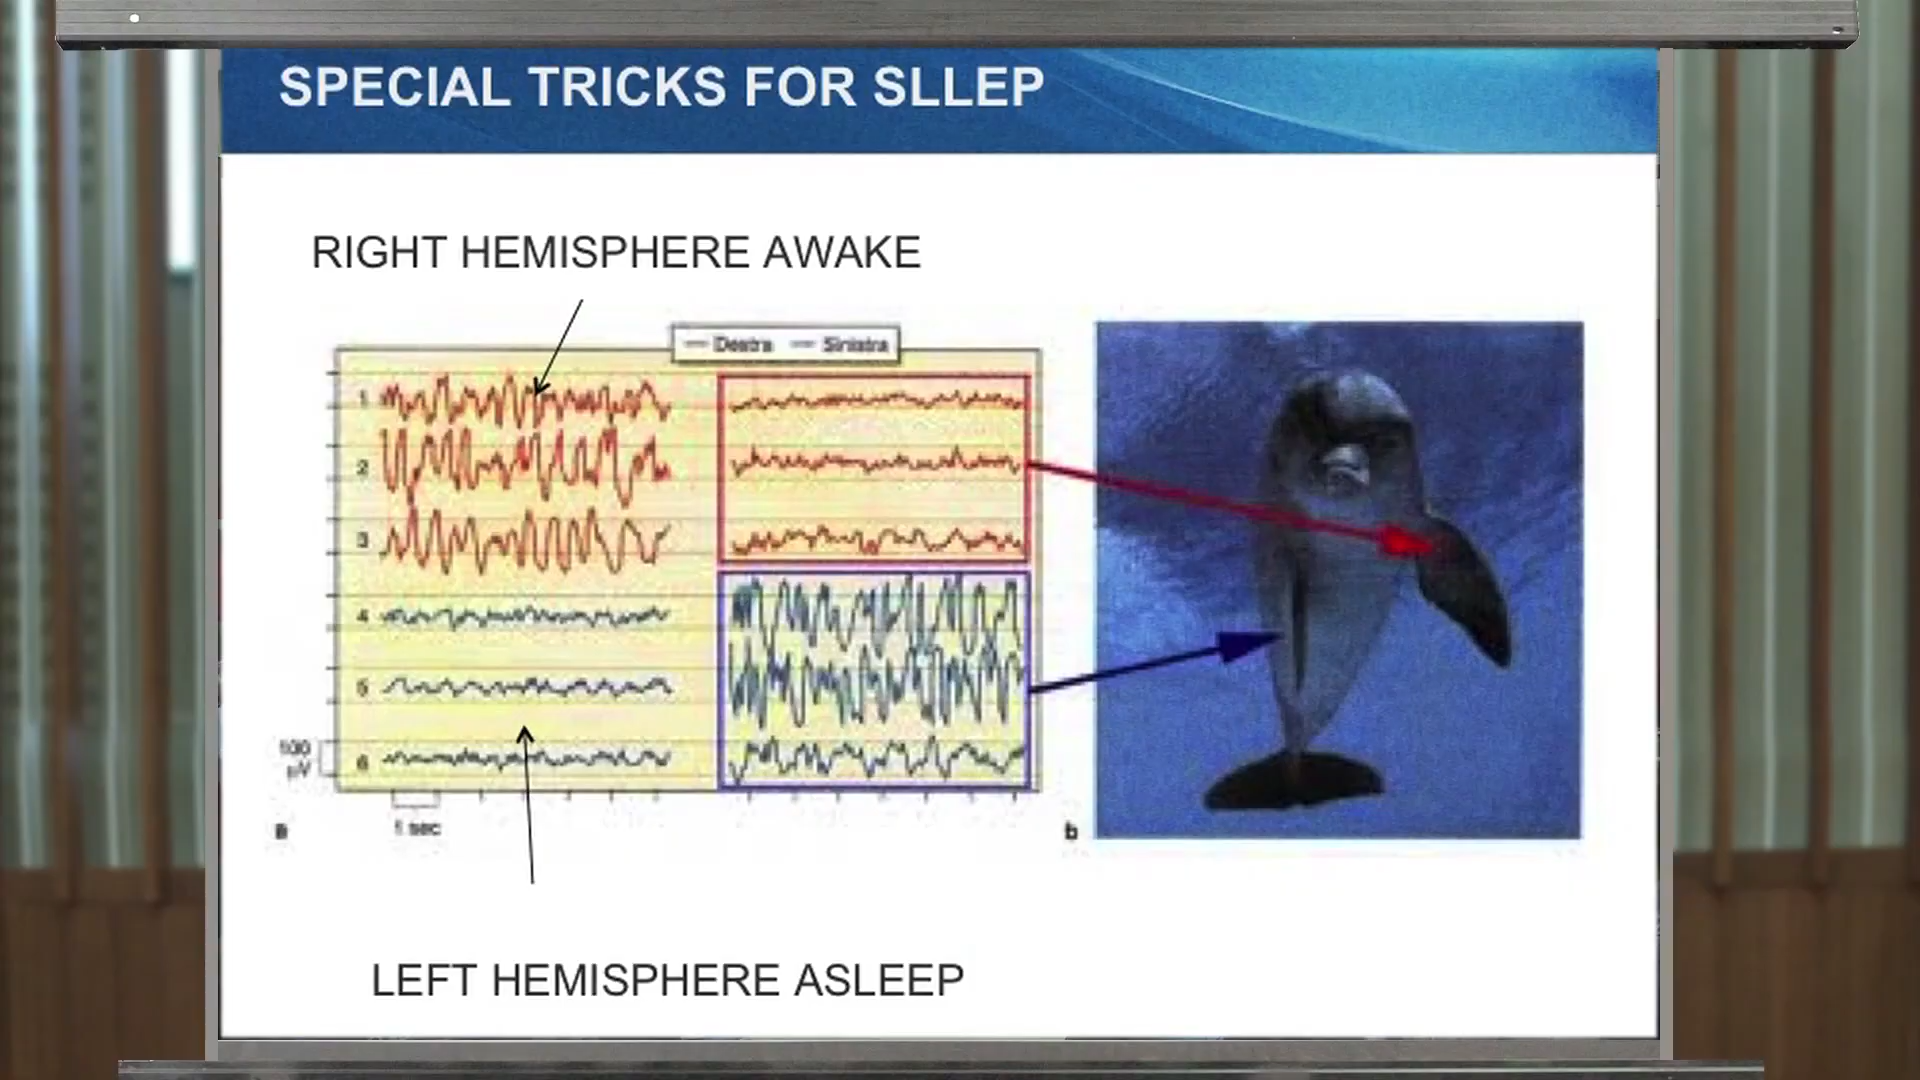 SPECIAL TRICKS FOR SLLEP
RIGHT HEMISPHERE AWAKE
Destra Sinistra
1
2
3
4
5
6
100
µV
1 sec
a
b
LEFT HEMISPHERE ASLEEP